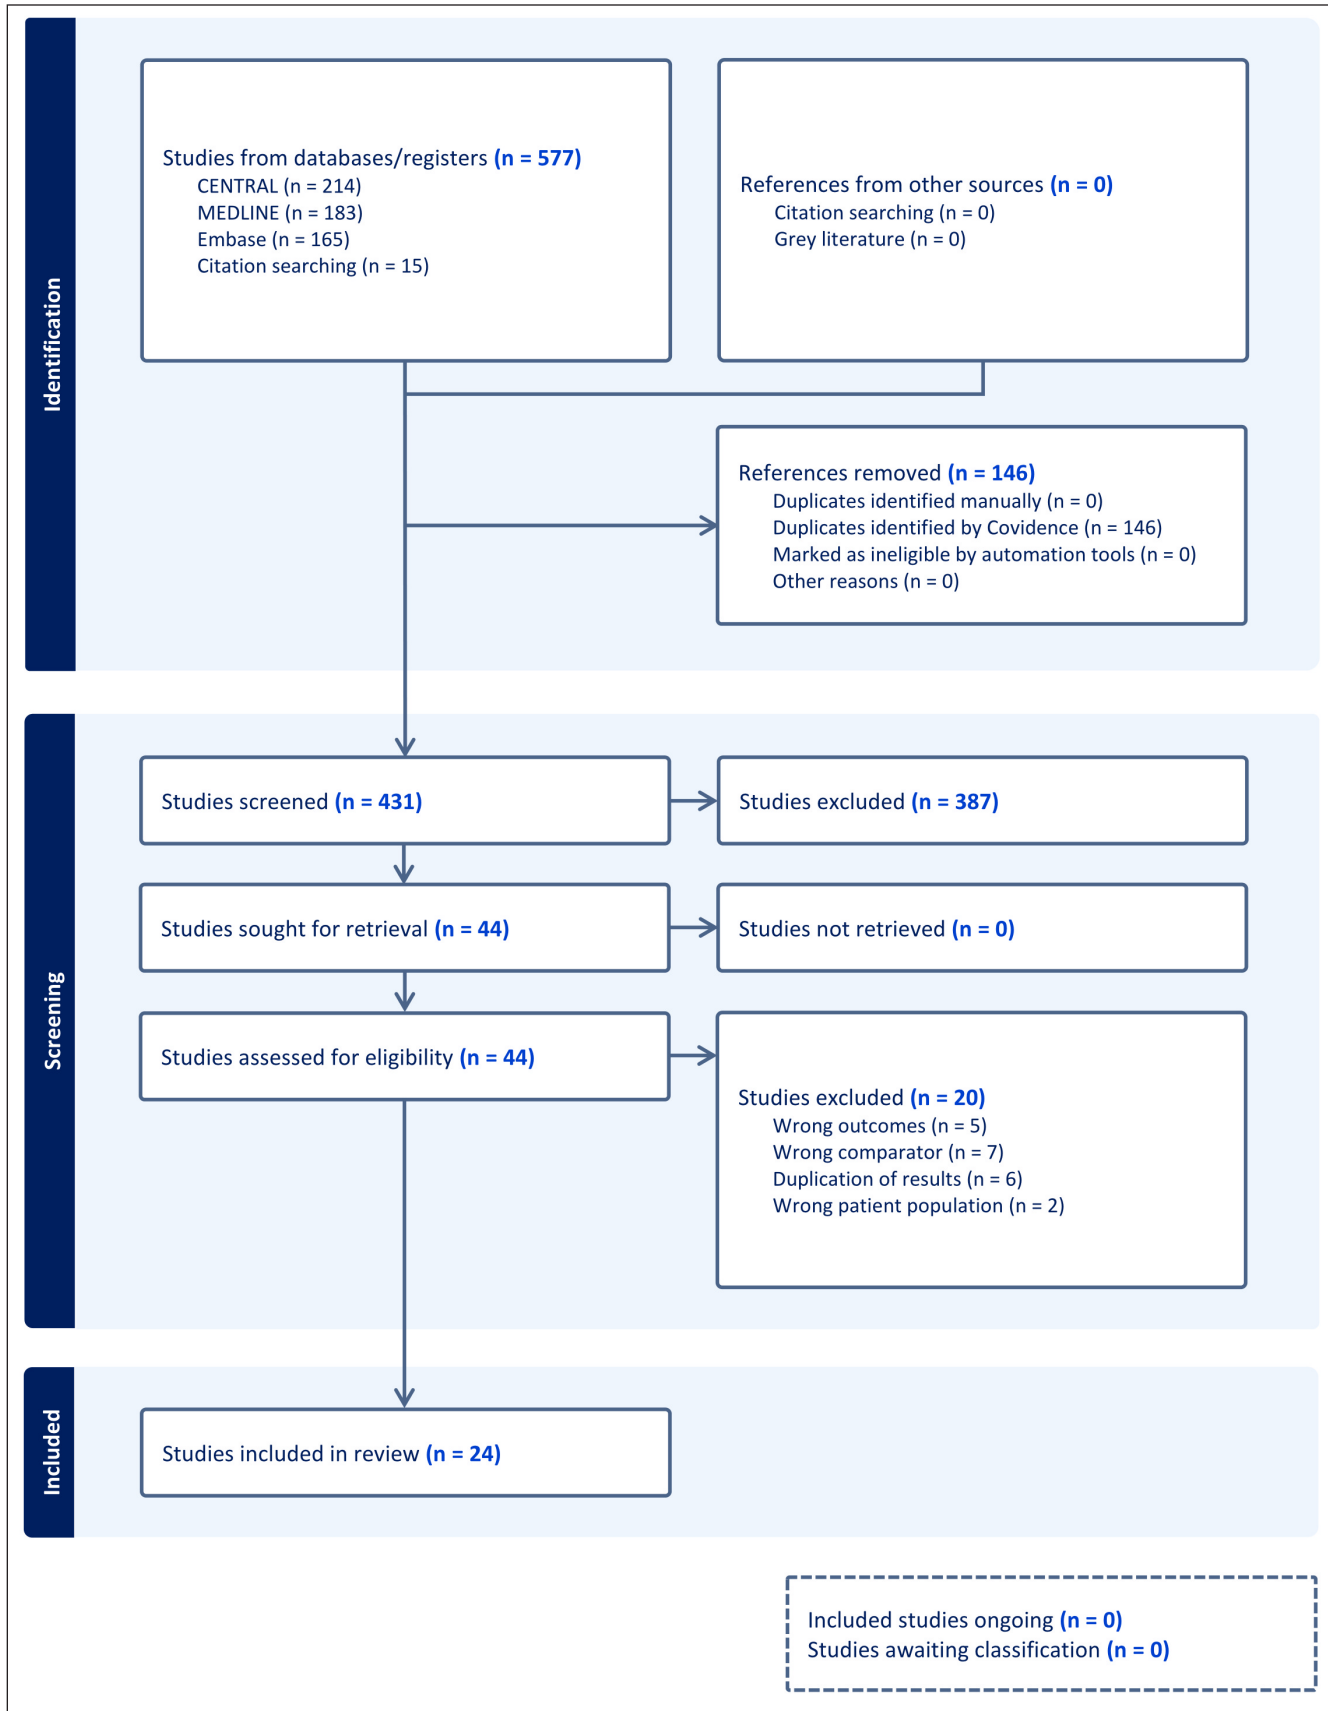 Identification
Studies from databases/registers (n = 577)
CENTRAL (n = 214)
MEDLINE (n = 183)
Embase (n = 165)
Citation searching (n = 15)
References from other sources (n = 0)
Citation searching (n = 0)
Grey literature (n = 0)
References removed (n = 146)
Duplicates identified manually (n = 0)
Duplicates identified by Covidence (n = 146)
Marked as ineligible by automation tools (n = 0)
Other reasons (n = 0)
Screening
Studies screened (n = 431)
Studies excluded (n = 387)
Studies sought for retrieval (n = 44)
Studies not retrieved (n = 0)
Studies assessed for eligibility (n = 44)
Studies excluded (n = 20)
Wrong outcomes (n = 5)
Wrong comparator (n = 7)
Duplication of results (n = 6)
Wrong patient population (n = 2)
Included
Studies included in review (n = 24)
Included studies ongoing (n = 0)
Studies awaiting classification (n = 0)